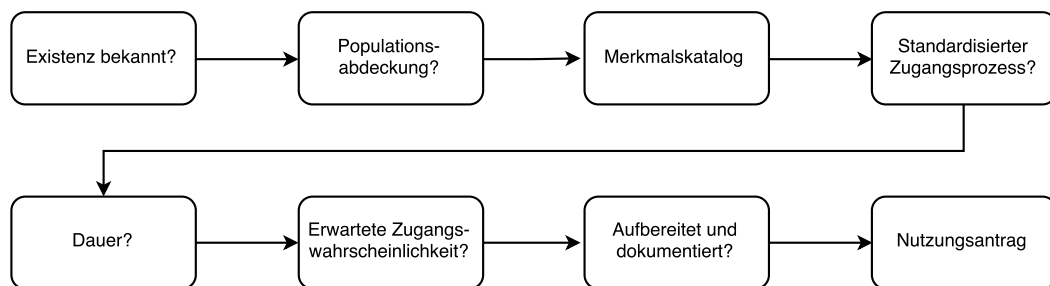 Existenz bekannt?
Populations-
abdeckung?
Merkmalskatalog
Standardisierter
Zugangsprozess?
Dauer?
Erwartete Zugangs-
wahrscheinlichkeit?
Aufbereitet und
dokumentiert?
Nutzungsantrag